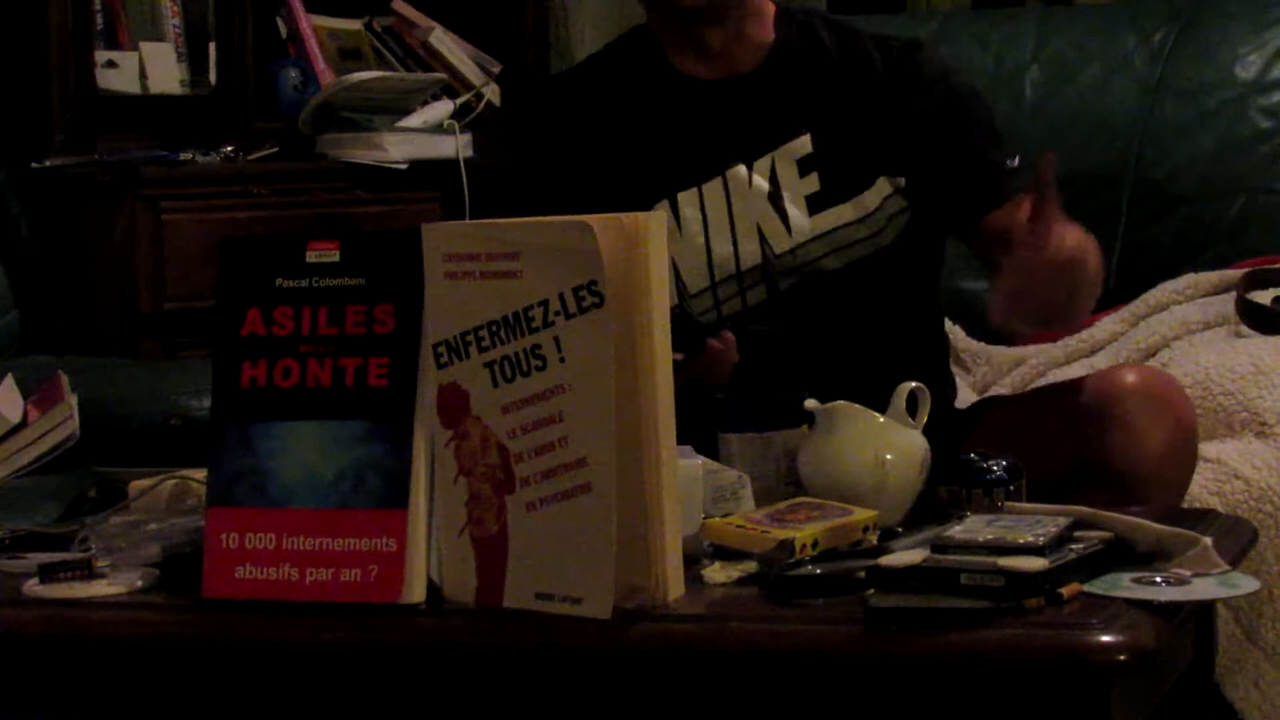 Pascal Colombani
ASILES
HONTE
10 000 internements
abusifs par an ?
ENFERMEZ-LES
TOUS !
INTERNEMENTS :
LE SCANDALE
DE L'ABUS ET
DE L'ARBITRAIRE
EN PSYCHIATRIE
NIKE